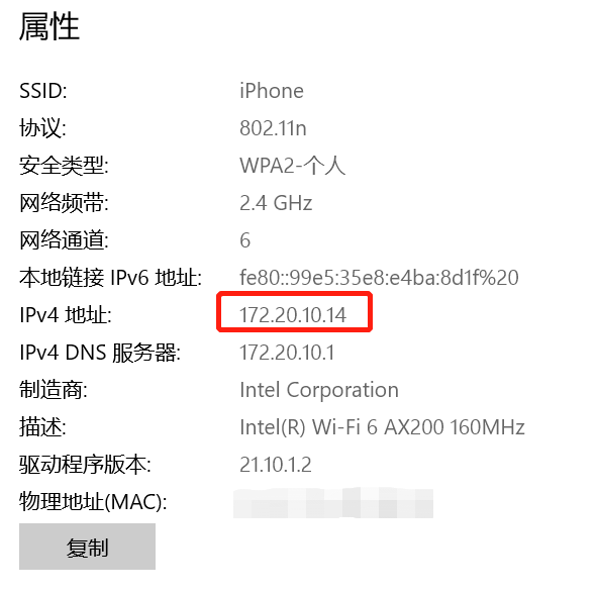 属性
SSID: iPhone
协议: 802.11n
安全类型: WPA2-个人
网络频带: 2.4 GHz
网络通道: 6
本地链接 IPv6 地址: fe80::99e5:35e8:e4ba:8d1f%20
IPv4 地址: 172.20.10.14
IPv4 DNS 服务器: 172.20.10.1
制造商: Intel Corporation
描述: Intel(R) Wi-Fi 6 AX200 160MHz
驱动程序版本: 21.10.1.2
物理地址(MAC):
复制